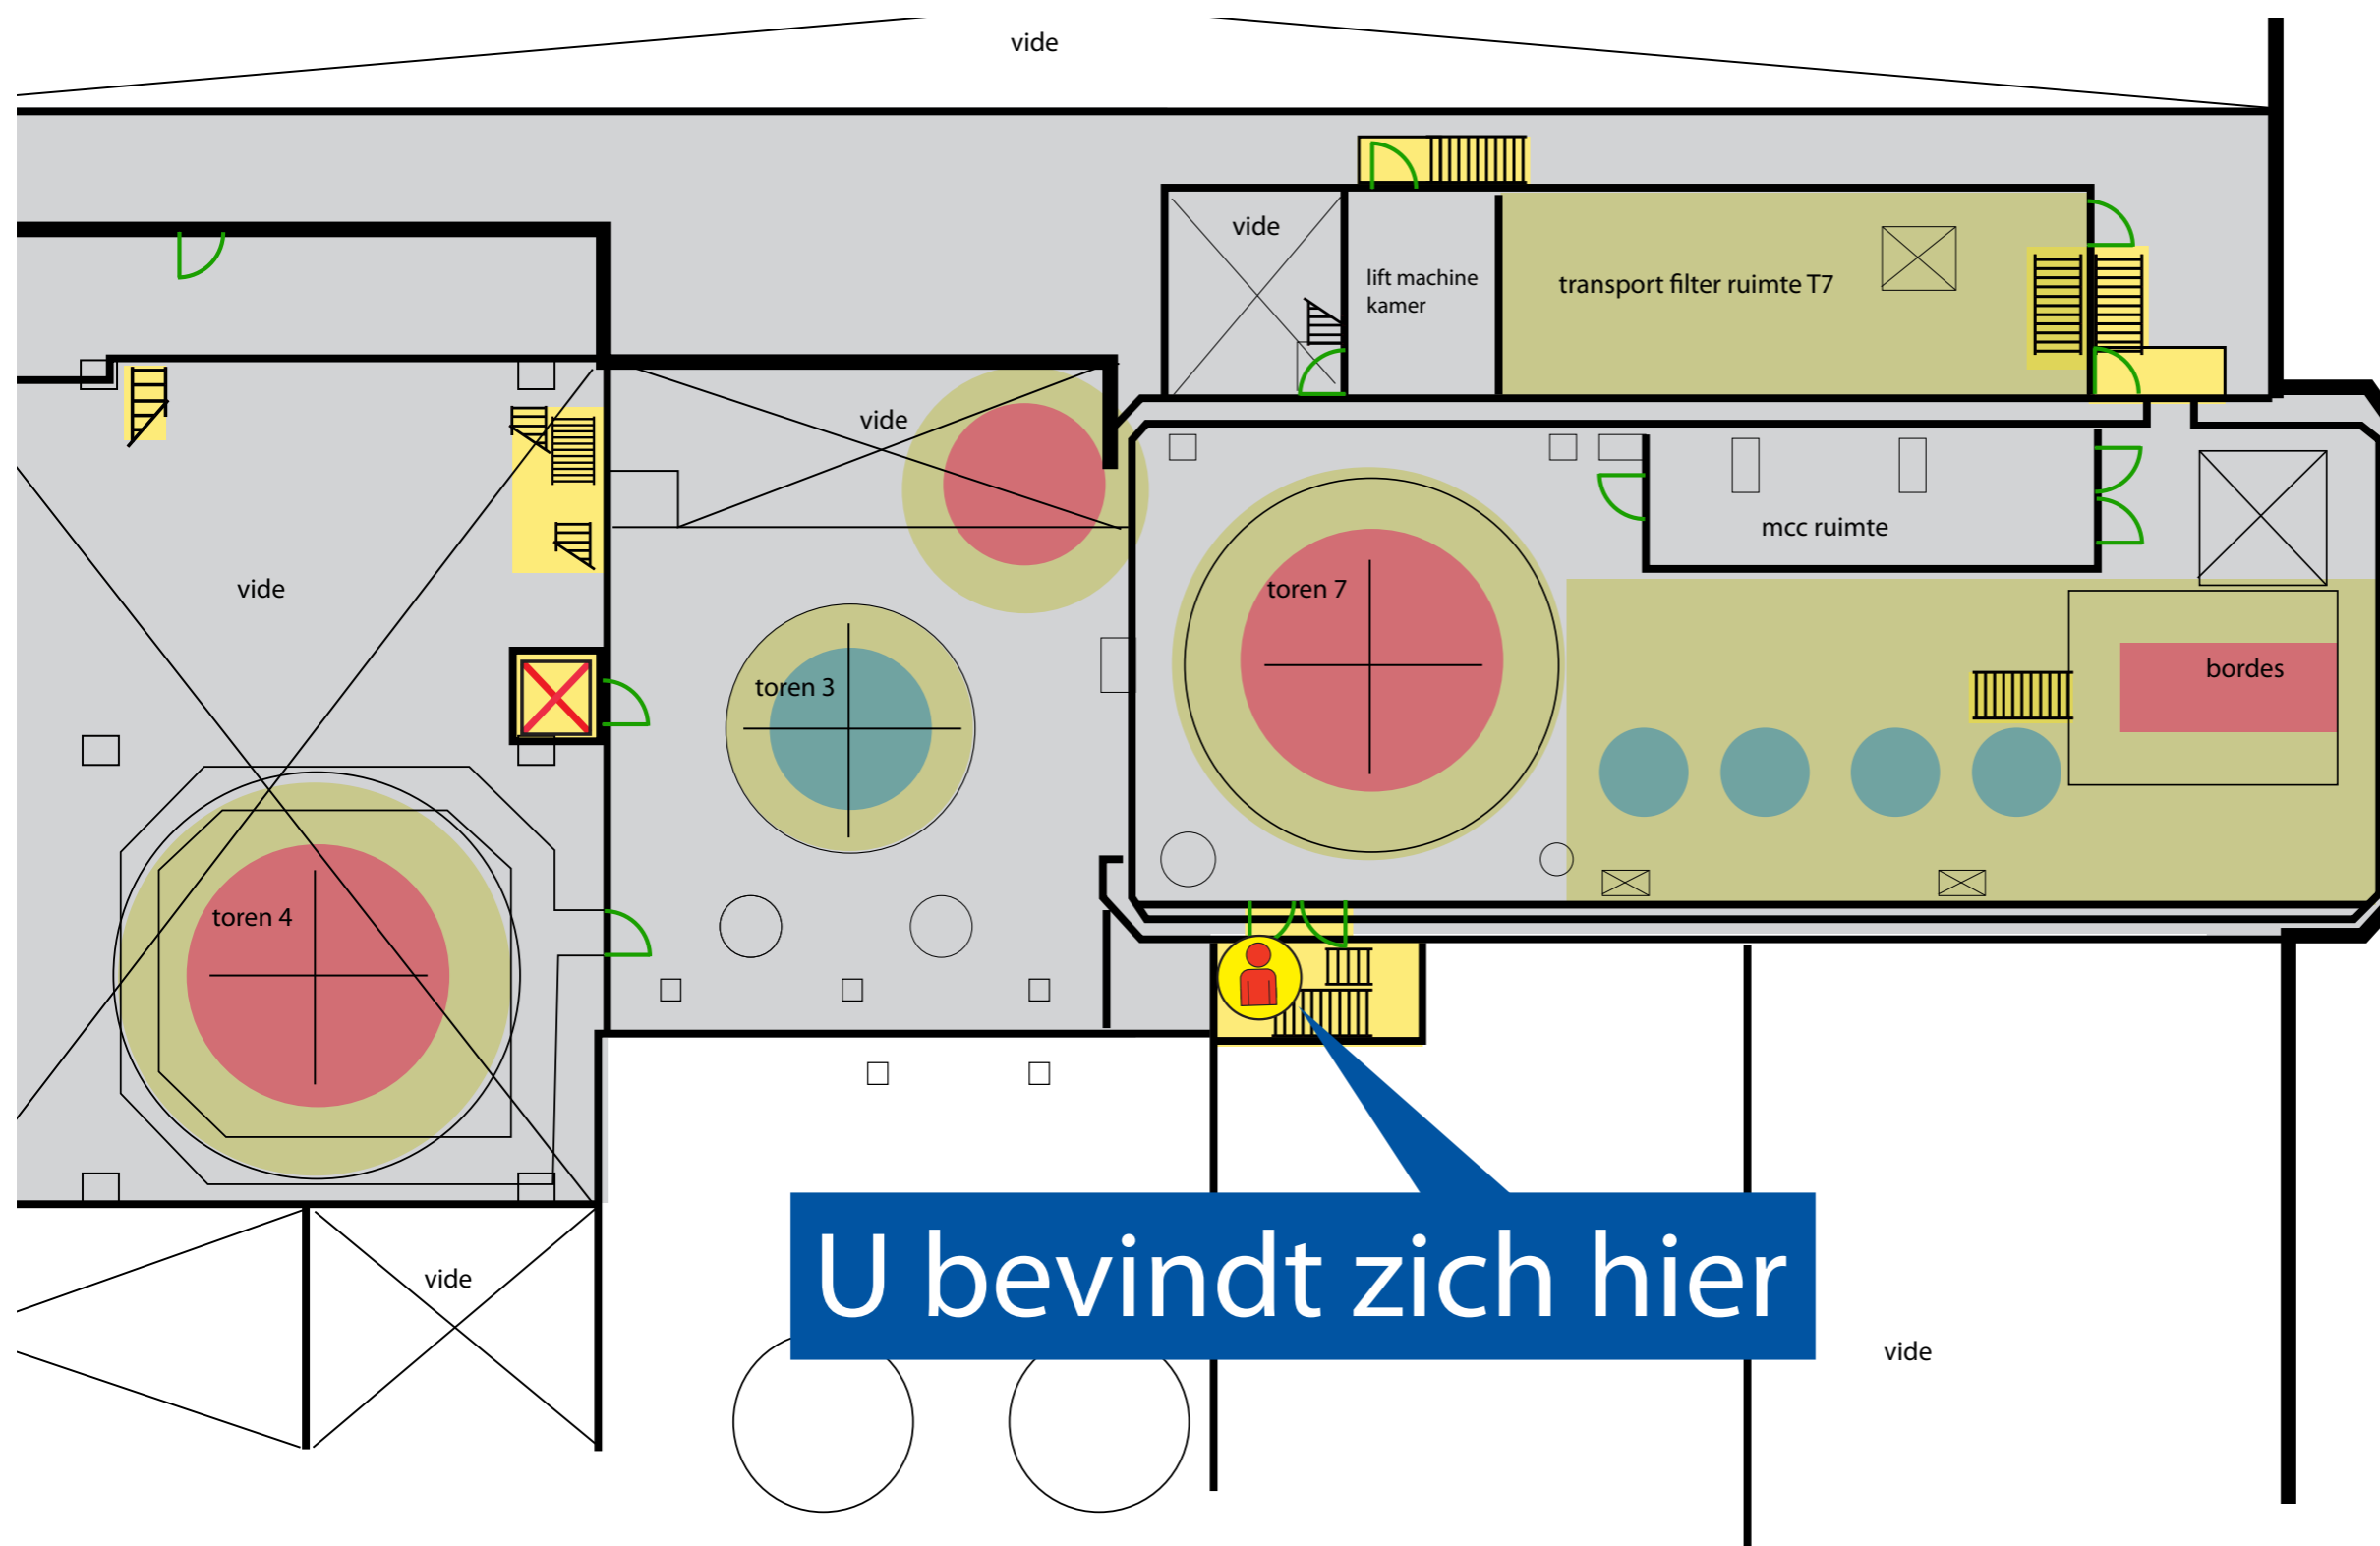 vide
vide
lift machine
kamer
transport filter ruimte T7
vide
mcc ruimte
vide
toren 7
bordes
toren 3
toren 4
U bevindt zich hier
vide
vide